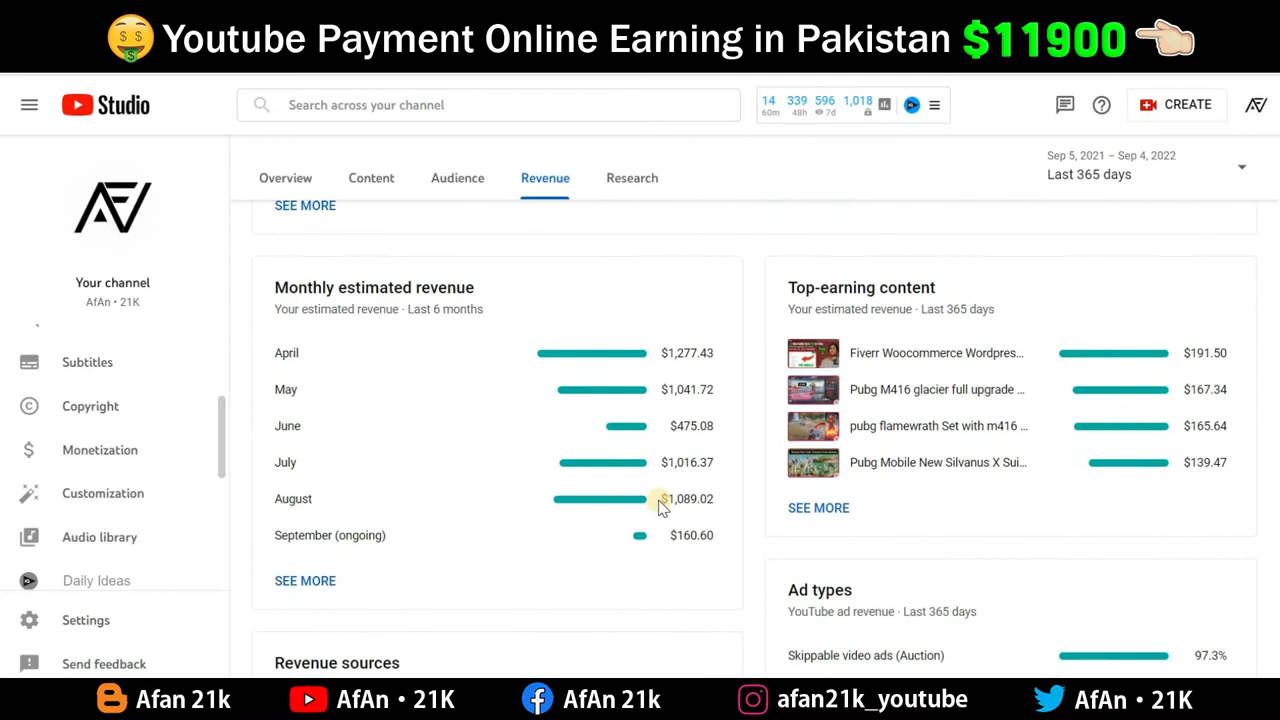 Youtube Payment Online Earning in Pakistan $11900
Studio
Search across your channel
14 339 596 1,018
60m 48h 7d
CREATE
Sep 5, 2021 – Sep 4, 2022
Last 365 days
Overview Content Audience Revenue Research
SEE MORE
Your channel
AfAn • 21K
Subtitles
Copyright
Monetization
Customization
Audio library
Daily Ideas
Settings
Send feedback
Monthly estimated revenue
Your estimated revenue · Last 6 months
April $1,277.43
May $1,041.72
June $475.08
July $1,016.37
August $1,089.02
September (ongoing) $160.60
SEE MORE
Revenue sources
Top-earning content
Your estimated revenue · Last 365 days
Fiverr Woocommerce Wordpres... $191.50
Pubg M416 glacier full upgrade ... $167.34
pubg flamewrath Set with m416 ... $165.64
Pubg Mobile New Silvanus X Sui... $139.47
SEE MORE
Ad types
YouTube ad revenue · Last 365 days
Skippable video ads (Auction) 97.3%
Afan 21k AfAn • 21K AfAn 21k afan21k_youtube AfAn • 21K